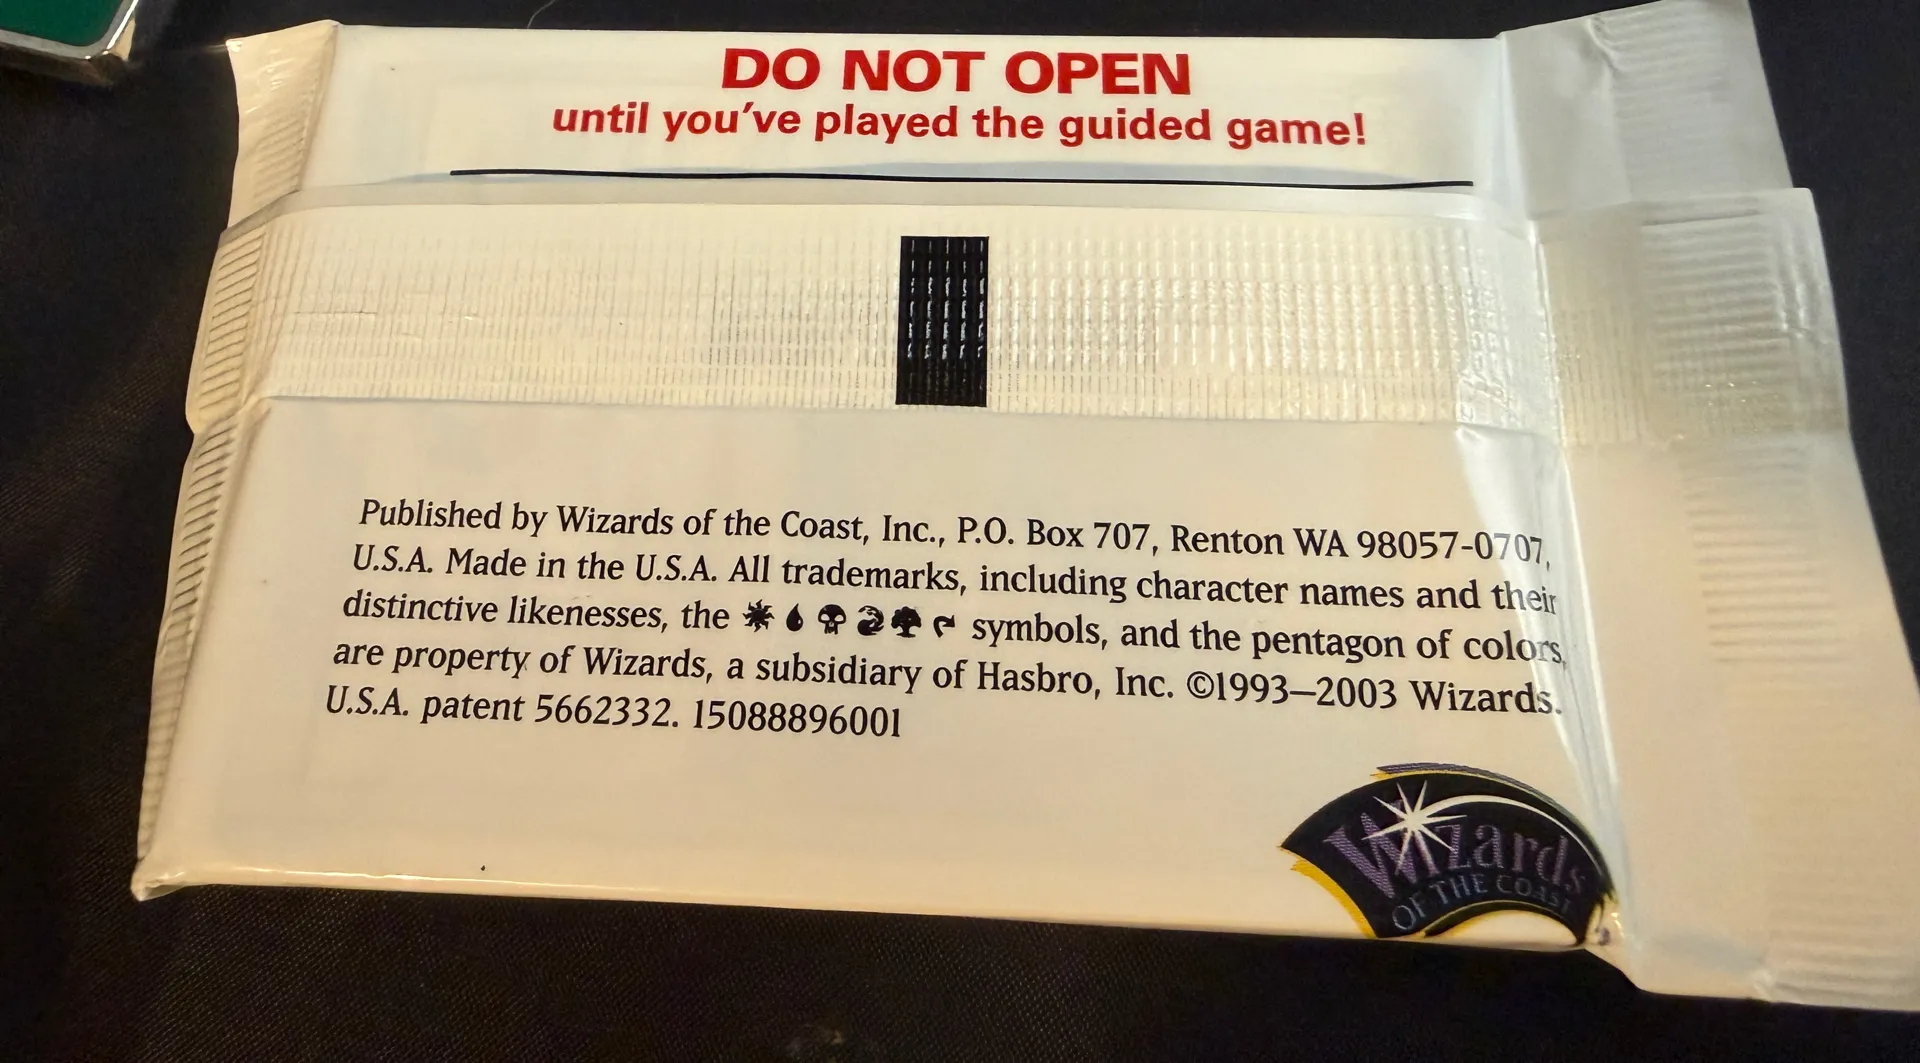 DO NOT OPEN
until you've played the guided game!
Published by Wizards of the Coast, Inc., P.O. Box 707, Renton WA 98057-0707,
U.S.A. Made in the U.S.A. All trademarks, including character names and their
distinctive likenesses, the symbols, and the pentagon of colors,
are property of Wizards, a subsidiary of Hasbro, Inc. ©1993–2003 Wizards.
U.S.A. patent 5662332. 15088896001
Wizards
OF THE COAST